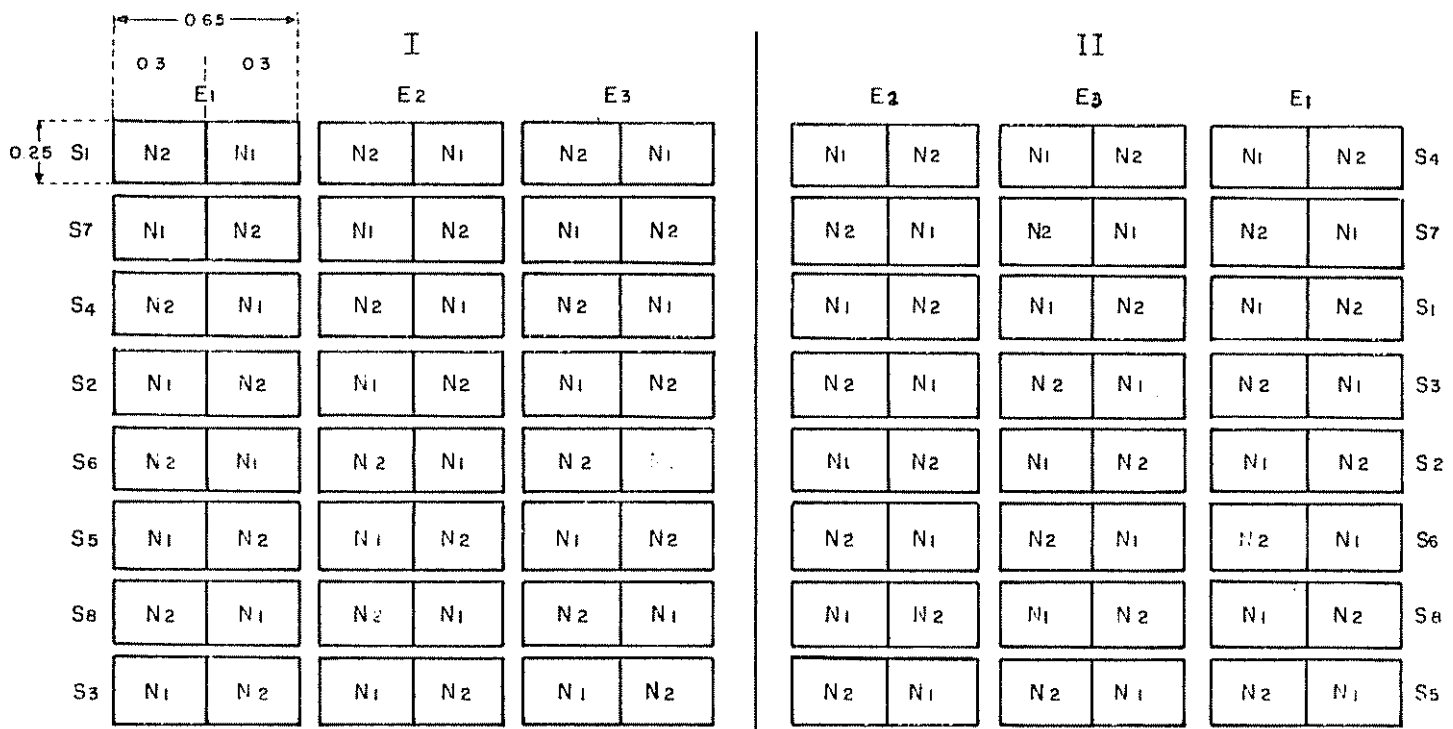 0.65
I II
0.3 0.3
E1 E2 E3 E2 E3 E1
0.25 S1 N2 N1 N2 N1 N2 N1 N1 N2 N1 N2 N1 N2 S4
S7 N1 N2 N1 N2 N1 N2 N2 N1 N2 N1 N2 N1 S7
S4 N2 N1 N2 N1 N2 N1 N1 N2 N1 N2 N1 N2 S1
S2 N1 N2 N1 N2 N1 N2 N2 N1 N2 N1 N2 N1 S3
S6 N2 N1 N2 N1 N2 N1 N2 N1 N2 N1 N2 S2
S5 N1 N2 N1 N2 N1 N2 N2 N1 N2 N1 N2 N1 S6
S8 N2 N1 N2 N1 N2 N1 N1 N2 N1 N2 N1 N2 S8
S3 N1 N2 N1 N2 N1 N2 N2 N1 N2 N1 N2 N1 S5